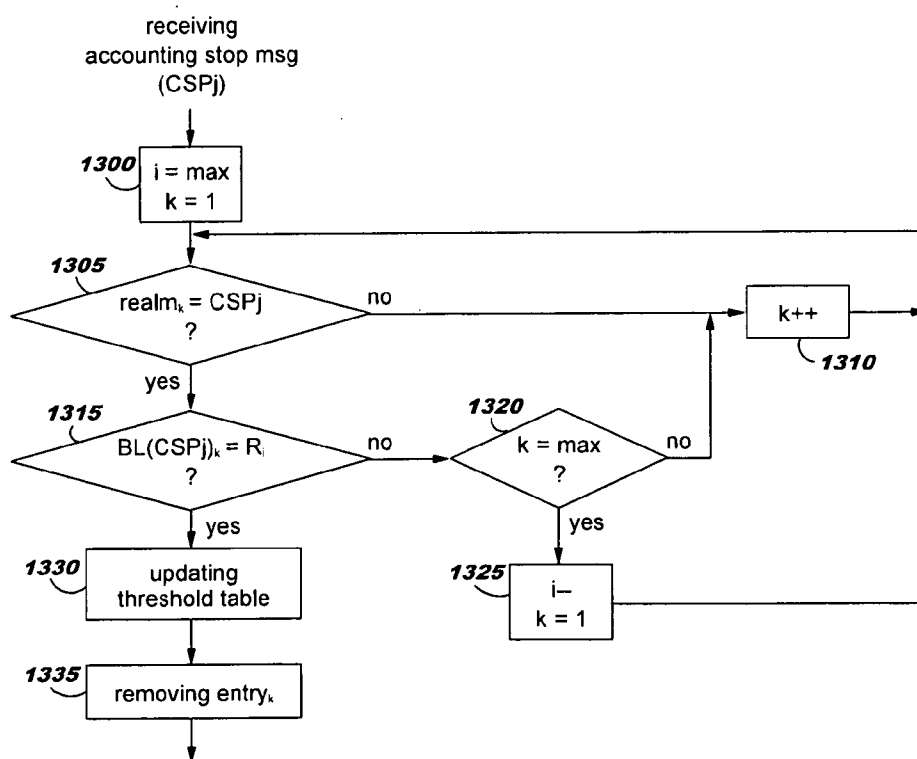 receiving
accounting stop msg
(CSPj)
1300
i = max
k = 1
1305
realmₖ = CSPj
?
no
k++
1310
yes
1315
BL(CSPj)ₖ = Rᵢ
?
no
1320
k = max
?
no
yes
yes
1330
updating
threshold table
1325
i–
k = 1
1335
removing entryₖ